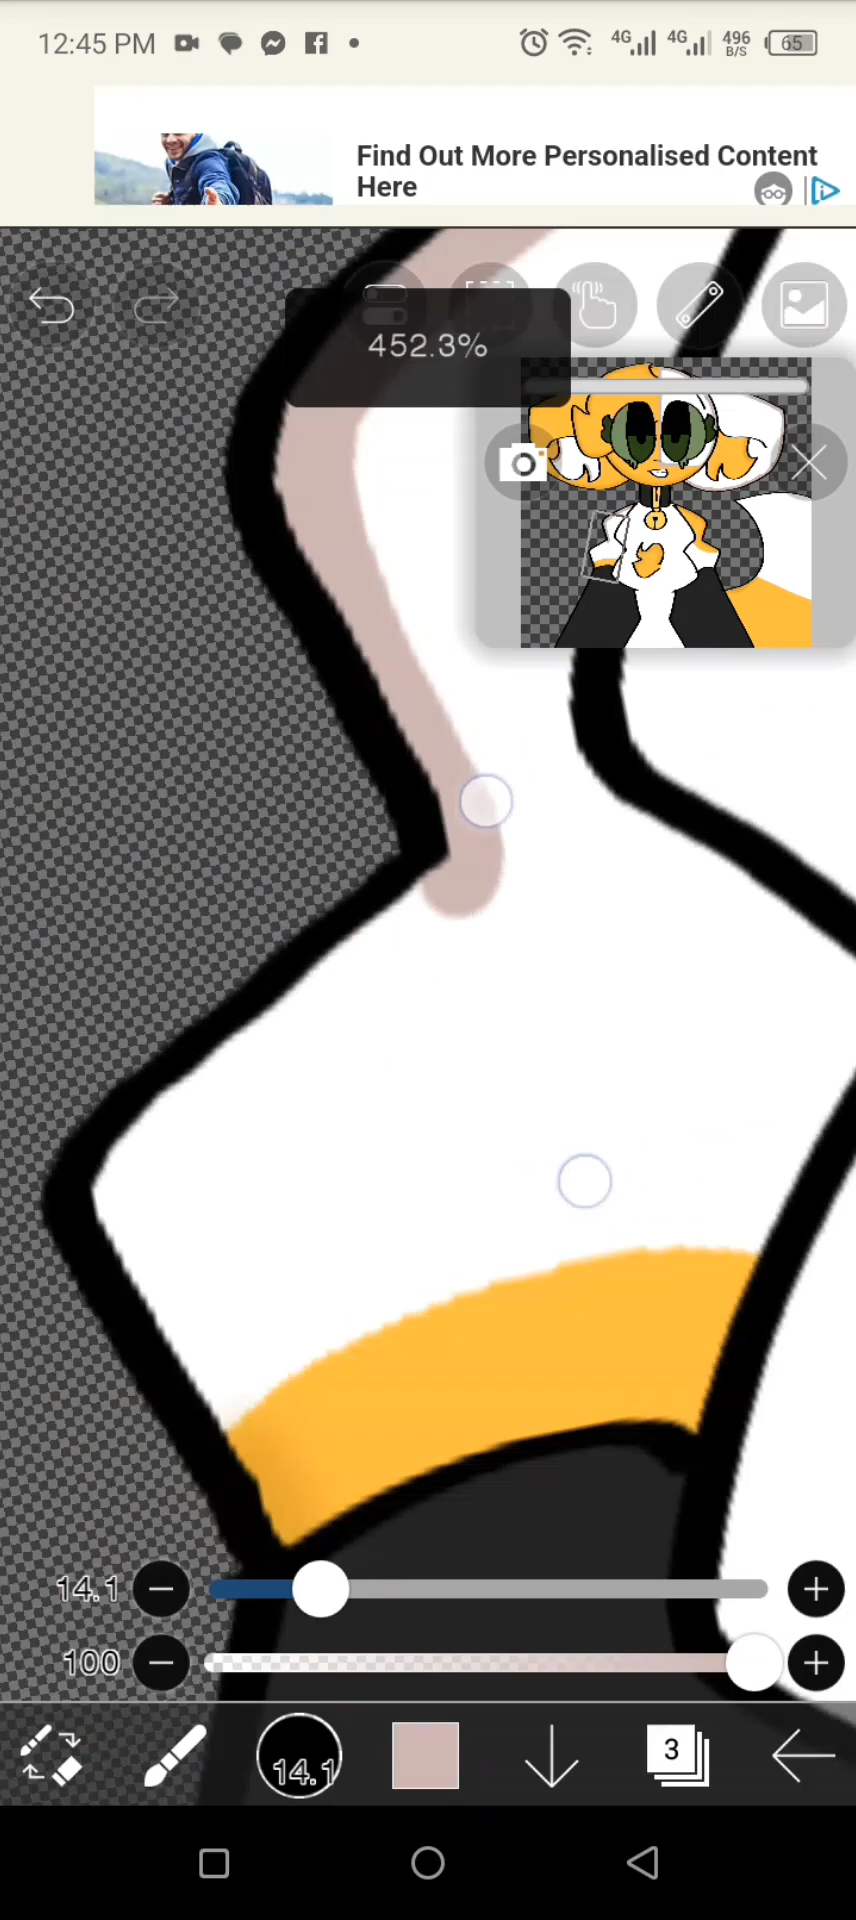 12:45 PM
4G
4G
496
B/S
65
Find Out More Personalised Content
Here
452.3%
14.1
100
14.1
3